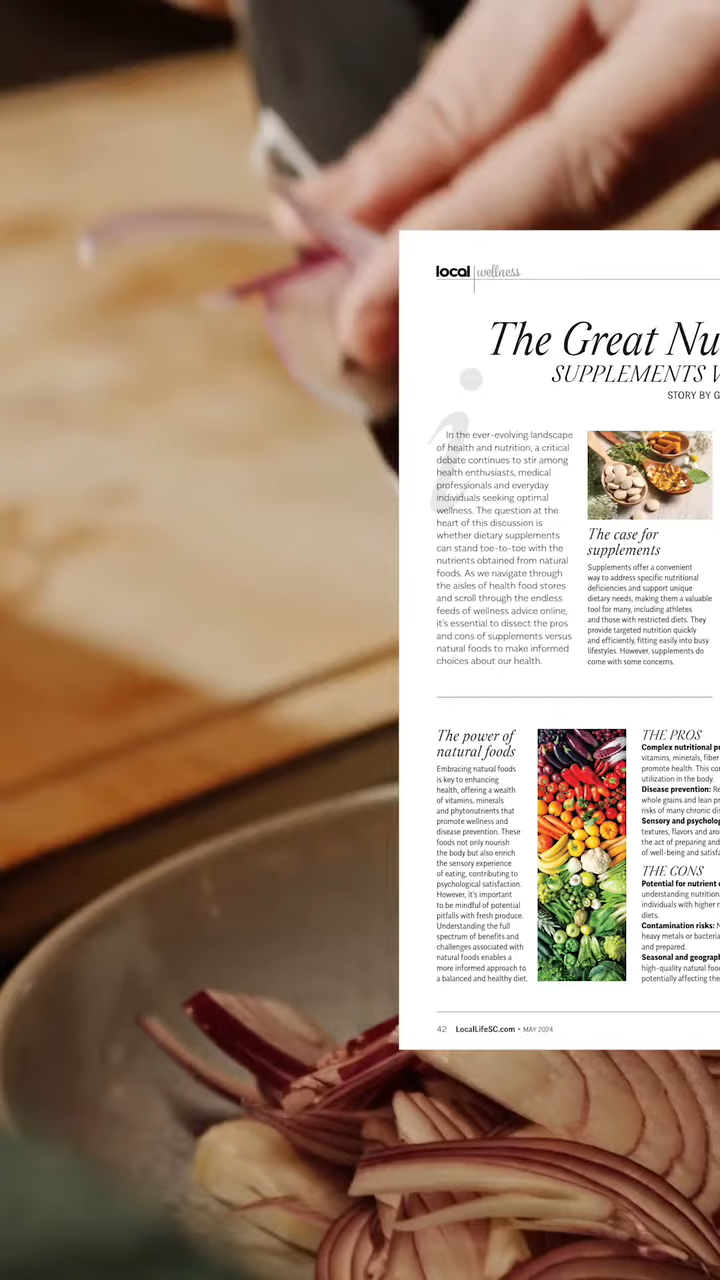 local wellness
The Great Nu
SUPPLEMENTS V
STORY BY G
In the ever-evolving landscape
of health and nutrition, a critical
debate continues to stir among
health enthusiasts, medical
professionals and everyday
individuals seeking optimal
wellness. The question at the
heart of this discussion is
whether dietary supplements
can stand toe-to-toe with the
nutrients obtained from natural
foods. As we navigate through
the aisles of health food stores
and scroll through the endless
feeds of wellness advice online,
it's essential to dissect the pros
and cons of supplements versus
natural foods to make informed
choices about our health.
The case for
supplements
Supplements offer a convenient
way to address specific nutritional
deficiencies and support unique
dietary needs, making them a valuable
tool for many, including athletes
and those with restricted diets. They
provide targeted nutrition quickly
and efficiently, fitting easily into busy
lifestyles. However, supplements do
come with some concerns.
The power of
natural foods
Embracing natural foods
is key to enhancing
health, offering a wealth
of vitamins, minerals
and phytonutrients that
promote wellness and
disease prevention. These
foods not only nourish
the body but also enrich
the sensory experience
of eating, contributing to
psychological satisfaction.
However, it's important
to be mindful of potential
pitfalls with fresh produce.
Understanding the full
spectrum of benefits and
challenges associated with
natural foods enables a
more informed approach to
a balanced and healthy diet.
THE PROS
Complex nutritional p
vitamins, minerals, fiber
promote health. This co
utilization in the body.
Disease prevention: Re
whole grains and lean p
risks of many chronic dis
Sensory and psycholog
textures, flavors and aro
the act of preparing and
of well-being and satisfa
THE CONS
Potential for nutrient
understanding nutrition
individuals with higher n
diets.
Contamination risks: N
heavy metals or bacteria
and prepared.
Seasonal and geograph
high-quality natural foo
potentially affecting the
42 LocalLifeSC.com • MAY 2024